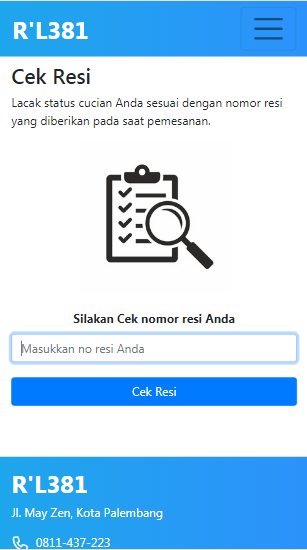 R'L381
Cek Resi
Lacak status cucian Anda sesuai dengan nomor resi
yang diberikan pada saat pemesanan.
Silakan Cek nomor resi Anda
Masukkan no resi Anda
Cek Resi
R'L381
Jl. May Zen, Kota Palembang
0811-437-223